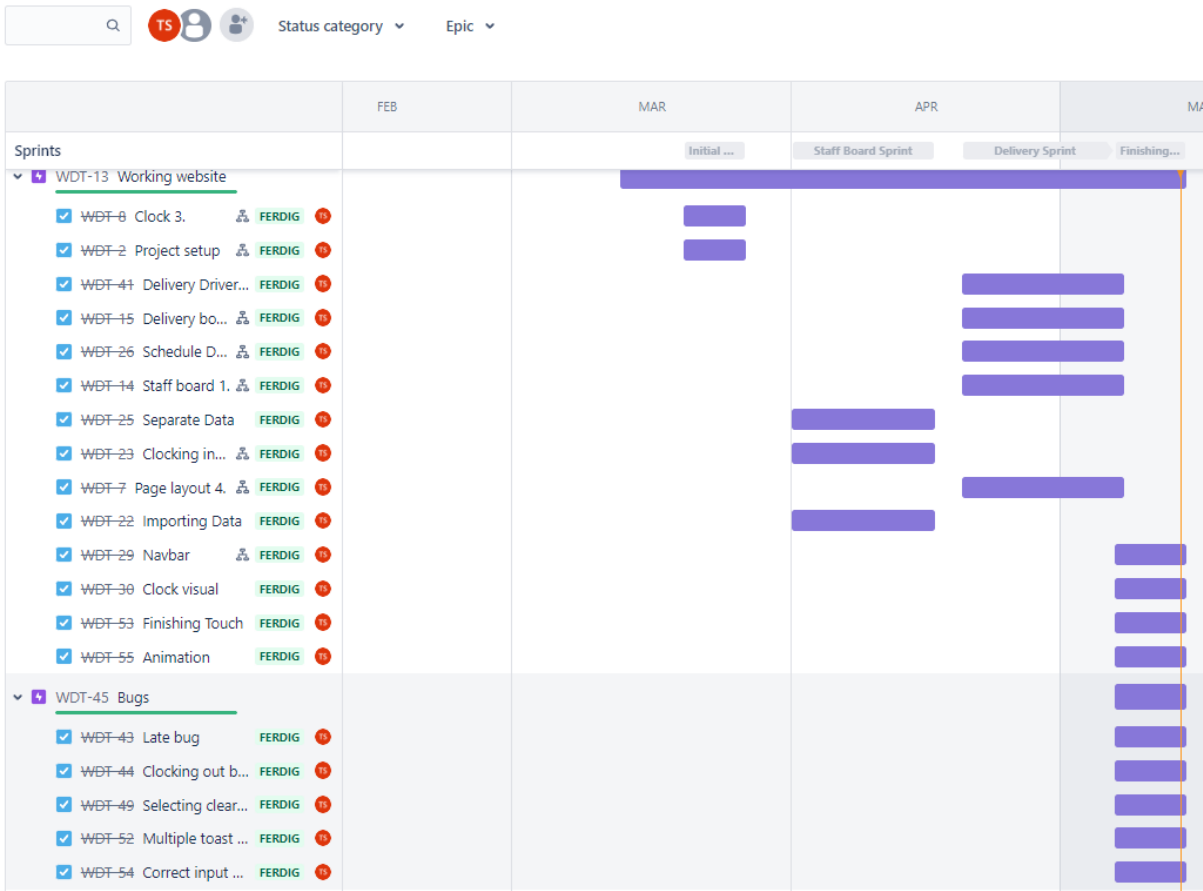 TS Status category Epic
FEB MAR APR MA
Sprints Initial ... Staff Board Sprint Delivery Sprint Finishing...
WDT-13 Working website
WDT-8 Clock 3. FERDIG TS
WDT-2 Project setup FERDIG TS
WDT-41 Delivery Driver... FERDIG TS
WDT-15 Delivery bo... FERDIG TS
WDT-26 Schedule D... FERDIG TS
WDT-14 Staff board 1. FERDIG TS
WDT-25 Separate Data FERDIG TS
WDT-23 Clocking in... FERDIG TS
WDT-7 Page layout 4. FERDIG TS
WDT-22 Importing Data FERDIG TS
WDT-29 Navbar FERDIG TS
WDT-30 Clock visual FERDIG TS
WDT-53 Finishing Touch FERDIG TS
WDT-55 Animation FERDIG TS
WDT-45 Bugs
WDT-43 Late bug FERDIG TS
WDT-44 Clocking out b... FERDIG TS
WDT-49 Selecting clear... FERDIG TS
WDT-52 Multiple toast ... FERDIG TS
WDT-54 Correct input ... FERDIG TS